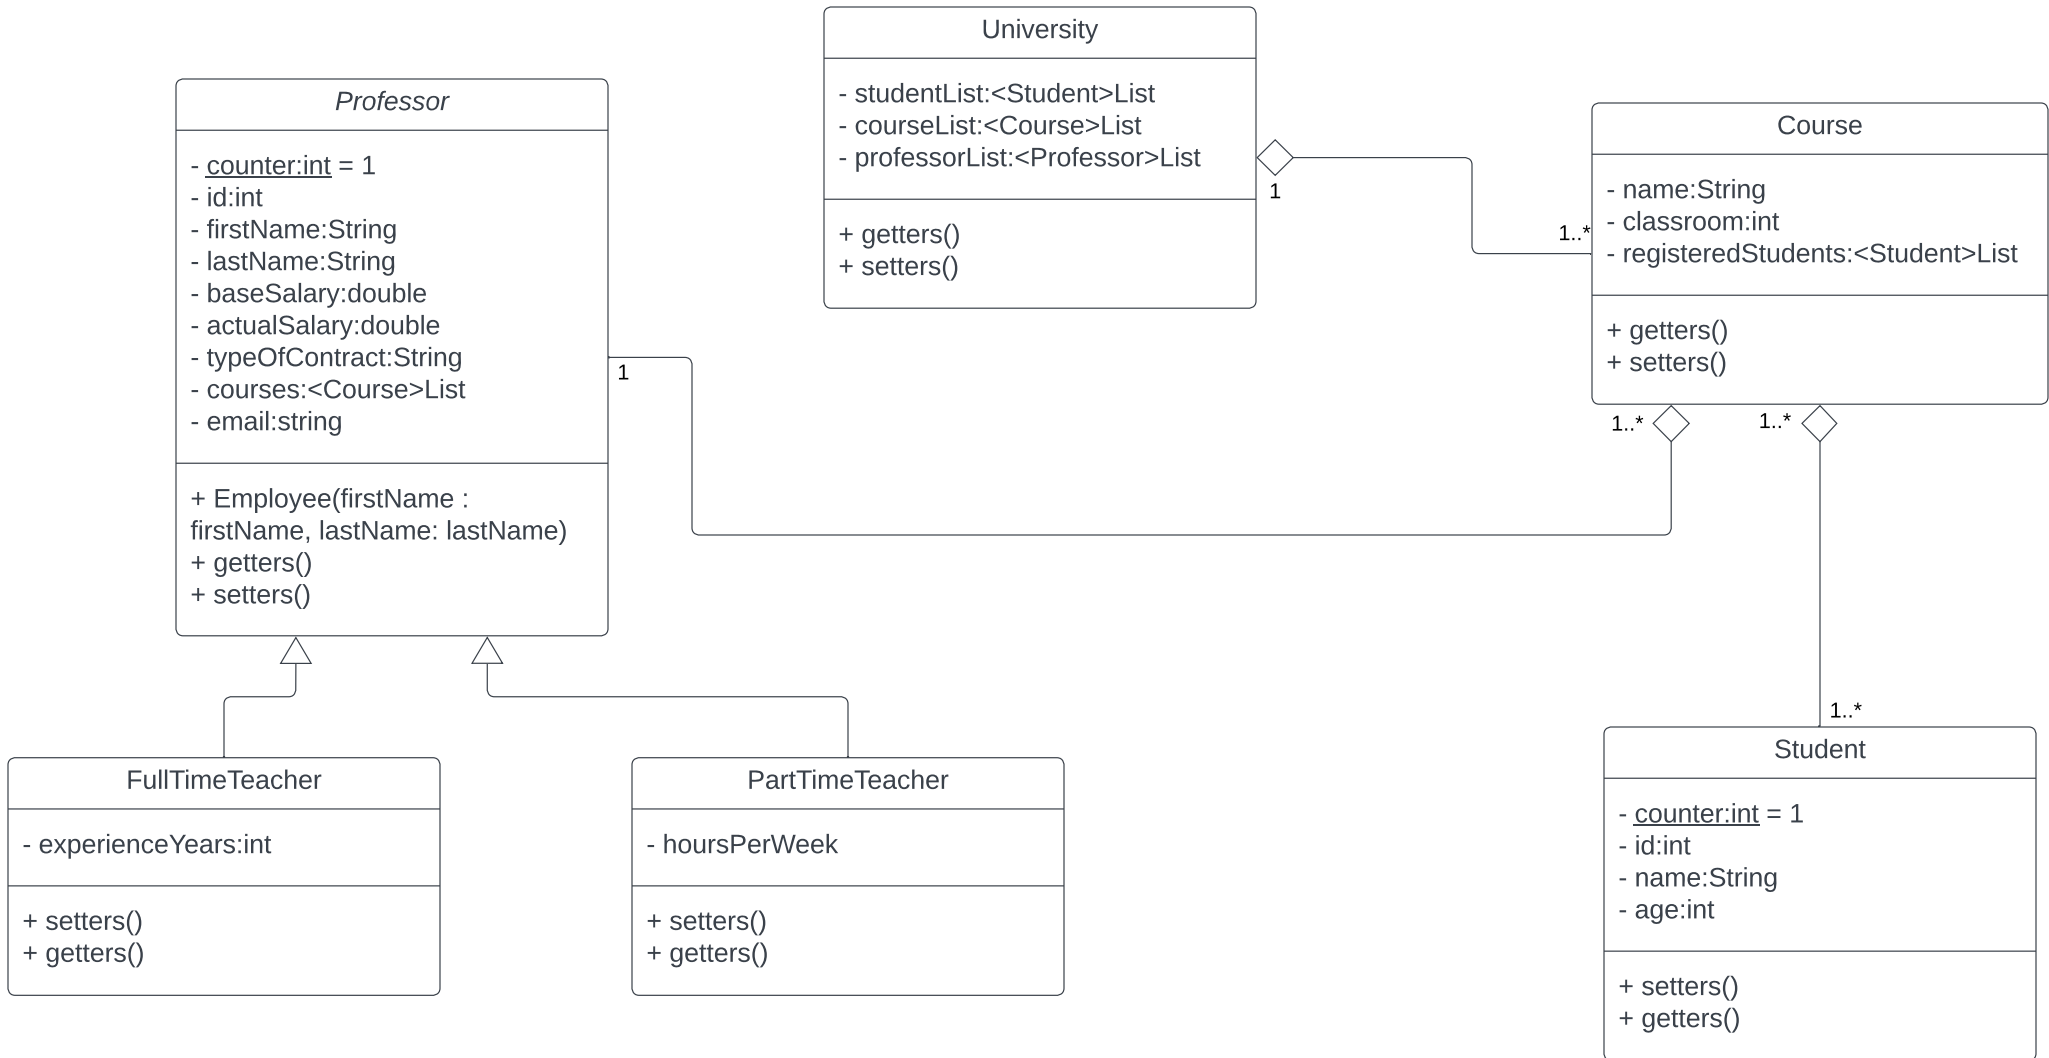 University
- studentList:<Student>List
- courseList:<Course>List
- professorList:<Professor>List
+ getters()
+ setters()
1
1..*
Professor
- counter:int = 1
- id:int
- firstName:String
- lastName:String
- baseSalary:double
- actualSalary:double
- typeOfContract:String
- courses:<Course>List
- email:string
+ Employee(firstName :
firstName, lastName: lastName)
+ getters()
+ setters()
1
Course
- name:String
- classroom:int
- registeredStudents:<Student>List
+ getters()
+ setters()
1..*
1..*
1..*
FullTimeTeacher
- experienceYears:int
+ setters()
+ getters()
PartTimeTeacher
- hoursPerWeek
+ setters()
+ getters()
Student
- counter:int = 1
- id:int
- name:String
- age:int
+ setters()
+ getters()